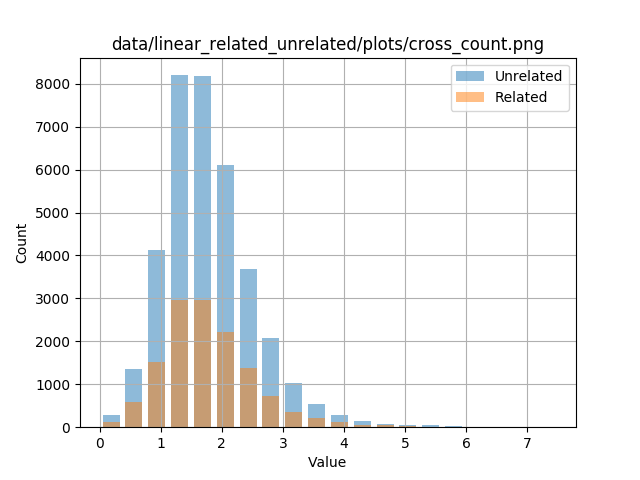 data/linear_related_unrelated/plots/cross_count.png
Unrelated
Related
Count
8000
7000
6000
5000
4000
3000
2000
1000
0
0 1 2 3 4 5 6 7
Value